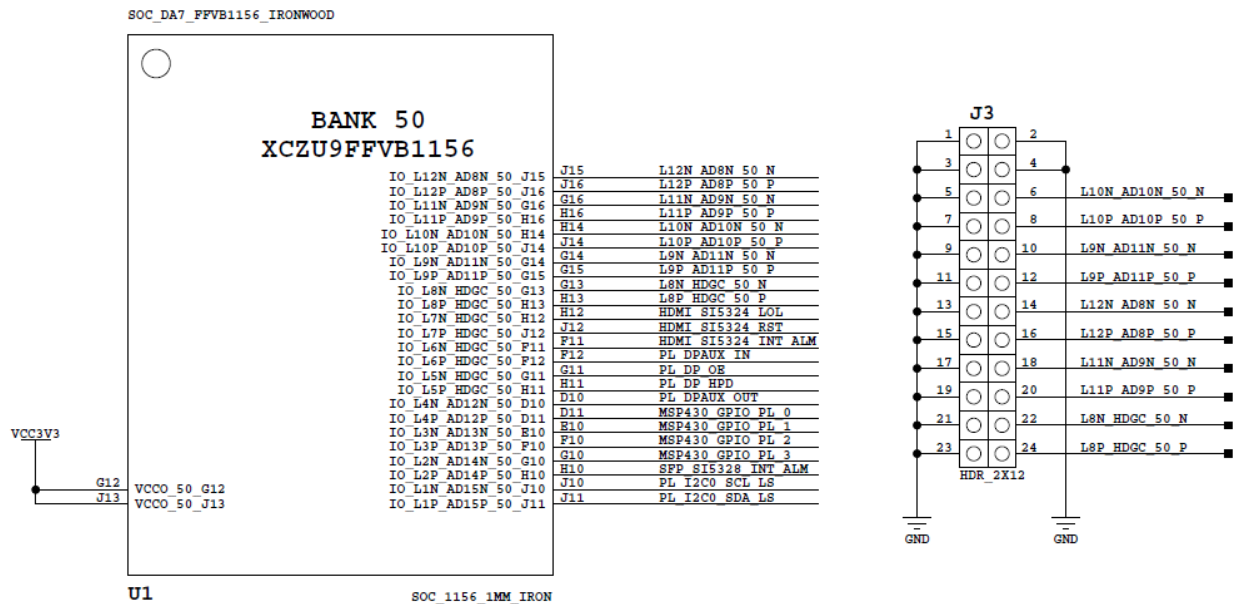 SOC_DA7_FFVB1156_IRONWOOD
BANK 50
XCZU9FFVB1156
IO_L12N_AD8N_50_J15 J15 L12N_AD8N_50_N
IO_L12P_AD8P_50_J16 J16 L12P_AD8P_50_P
IO_L11N_AD9N_50_G16 G16 L11N_AD9N_50_N
IO_L11P_AD9P_50_H16 H16 L11P_AD9P_50_P
IO_L10N_AD10N_50_H14 H14 L10N_AD10N_50_N
IO_L10P_AD10P_50_J14 J14 L10P_AD10P_50_P
IO_L9N_AD11N_50_G14 G14 L9N_AD11N_50_N
IO_L9P_AD11P_50_G15 G15 L9P_AD11P_50_P
IO_L8N_HDGC_50_G13 G13 L8N_HDGC_50_N
IO_L8P_HDGC_50_H13 H13 L8P_HDGC_50_P
IO_L7N_HDGC_50_H12 H12 HDMI_SI5324_LOL
IO_L7P_HDGC_50_J12 J12 HDMI_SI5324_RST
IO_L6N_HDGC_50_F11 F11 HDMI_SI5324_INT_ALM
IO_L6P_HDGC_50_F12 F12 PL_DPAUX_IN
IO_L5N_HDGC_50_G11 G11 PL_DP_OE
IO_L5P_HDGC_50_H11 H11 PL_DP_HPD
IO_L4N_AD12N_50_D10 D10 PL_DPAUX_OUT
IO_L4P_AD12P_50_D11 D11 MSP430_GPIO_PL_0
IO_L3N_AD13N_50_E10 E10 MSP430_GPIO_PL_1
IO_L3P_AD13P_50_F10 F10 MSP430_GPIO_PL_2
IO_L2N_AD14N_50_G10 G10 MSP430_GPIO_PL_3
IO_L2P_AD14P_50_H10 H10 SFP_SI5328_INT_ALM
IO_L1N_AD15N_50_J10 J10 PL_I2C0_SCL_LS
IO_L1P_AD15P_50_J11 J11 PL_I2C0_SDA_LS
VCC3V3
G12 VCCO_50_G12
J13 VCCO_50_J13
U1
SOC_1156_1MM_IRON
J3
1 2
3 4
5 6 L10N_AD10N_50_N
7 8 L10P_AD10P_50_P
9 10 L9N_AD11N_50_N
11 12 L9P_AD11P_50_P
13 14 L12N_AD8N_50_N
15 16 L12P_AD8P_50_P
17 18 L11N_AD9N_50_N
19 20 L11P_AD9P_50_P
21 22 L8N_HDGC_50_N
23 24 L8P_HDGC_50_P
HDR_2X12
GND
GND